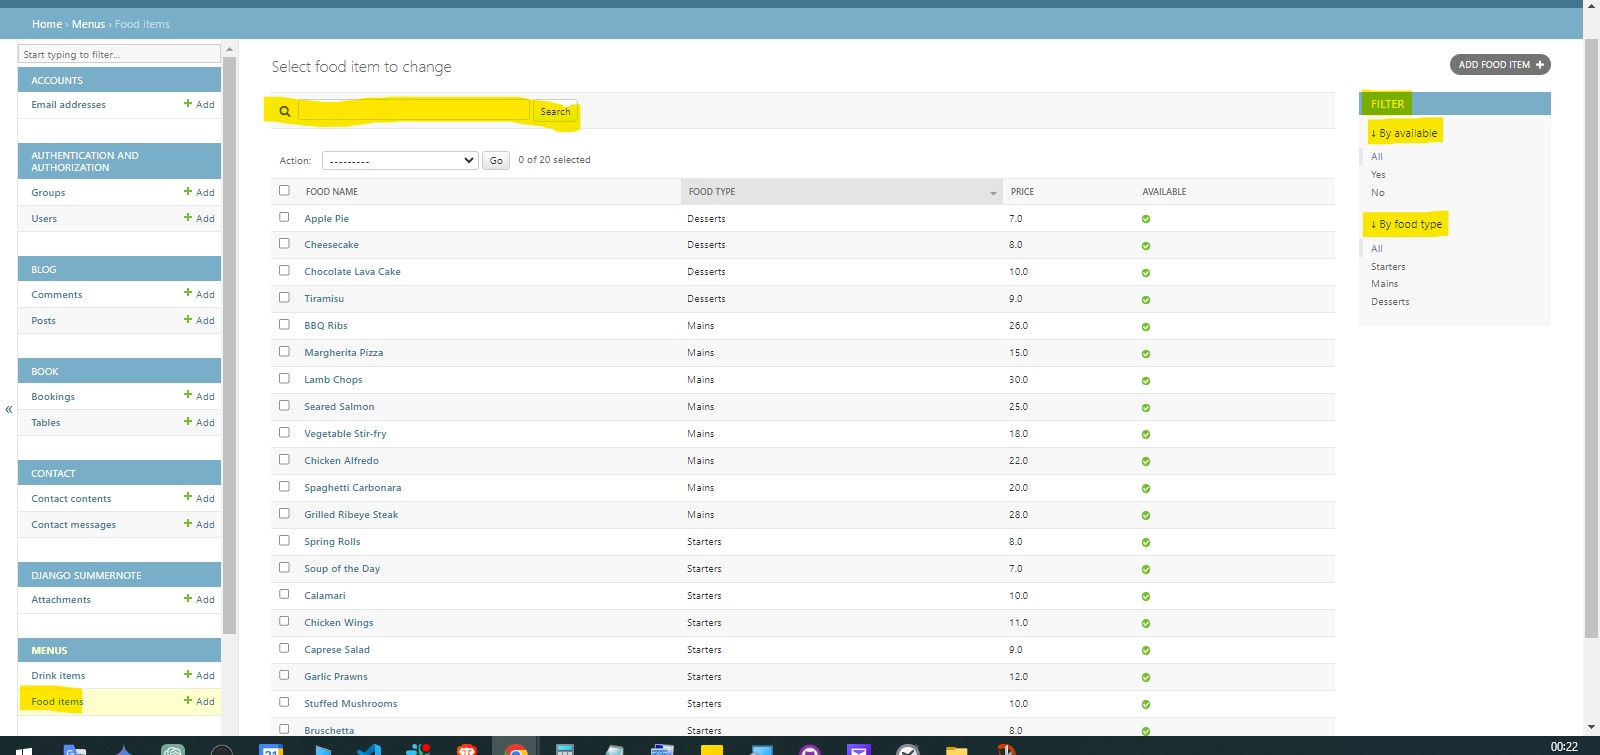 Home › Menus › Food items
Start typing to filter...
ACCOUNTS
Email addresses + Add
AUTHENTICATION AND
AUTHORIZATION
Groups + Add
Users + Add
BLOG
Comments + Add
Posts + Add
BOOK
Bookings + Add
Tables + Add
CONTACT
Contact contents + Add
Contact messages + Add
DJANGO SUMMERNOTE
Attachments + Add
MENUS
Drink items + Add
Food items + Add
«
Select food item to change
ADD FOOD ITEM +
Search
Action: --------- Go 0 of 20 selected
FOOD NAME FOOD TYPE PRICE AVAILABLE
Apple Pie Desserts 7.0
Cheesecake Desserts 8.0
Chocolate Lava Cake Desserts 10.0
Tiramisu Desserts 9.0
BBQ Ribs Mains 26.0
Margherita Pizza Mains 15.0
Lamb Chops Mains 30.0
Seared Salmon Mains 25.0
Vegetable Stir-fry Mains 18.0
Chicken Alfredo Mains 22.0
Spaghetti Carbonara Mains 20.0
Grilled Ribeye Steak Mains 28.0
Spring Rolls Starters 8.0
Soup of the Day Starters 7.0
Calamari Starters 10.0
Chicken Wings Starters 11.0
Caprese Salad Starters 9.0
Garlic Prawns Starters 12.0
Stuffed Mushrooms Starters 10.0
Bruschetta Starters 8.0
FILTER
↓ By available
All
Yes
No
↓ By food type
All
Starters
Mains
Desserts
00:22